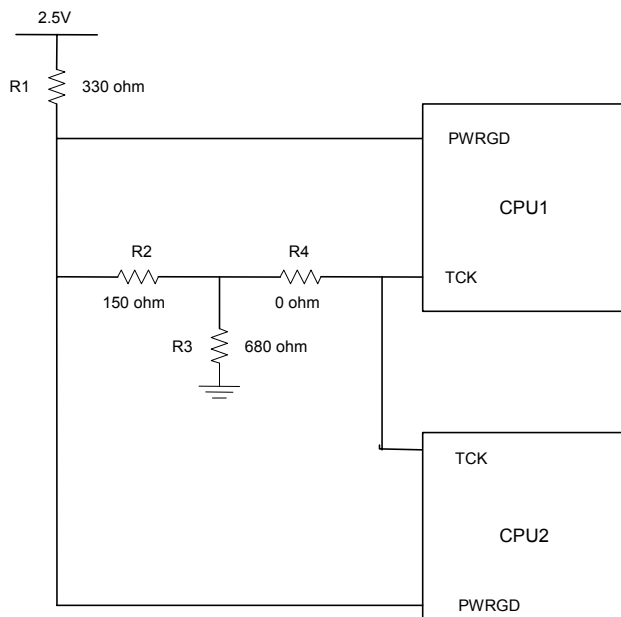 2.5V
R1
330 ohm
PWRGD
CPU1
R2
R4
TCK
150 ohm
0 ohm
R3
680 ohm
TCK
CPU2
PWRGD